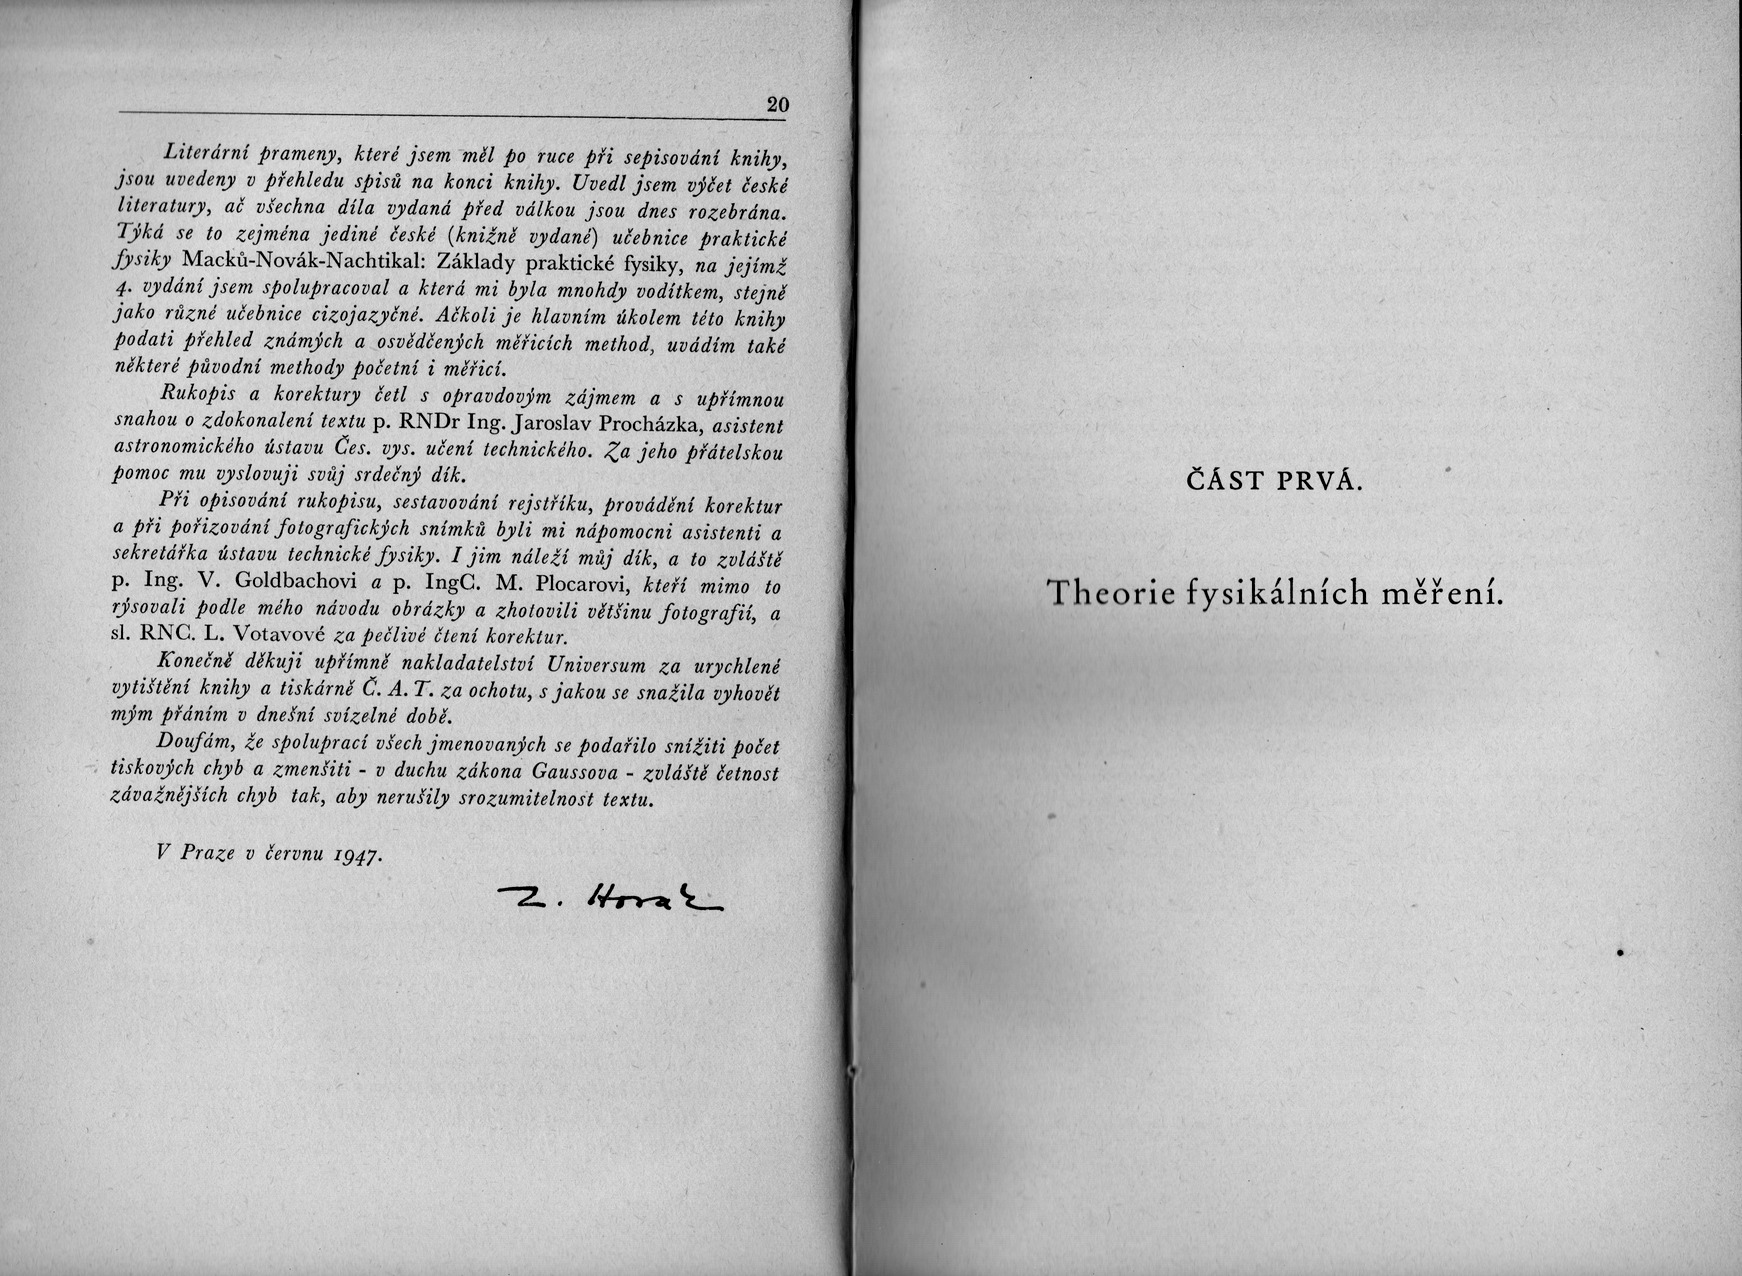 20
Literární prameny, které jsem měl po ruce při sepisování knihy,
jsou uvedeny v přehledu spisů na konci knihy. Uvedl jsem výčet české
literatury, ač všechna díla vydaná před válkou jsou dnes rozebrána.
Týká se to zejména jediné české (knižně vydané) učebnice praktické
fysiky Macků-Novák-Nachtikal: Základy praktické fysiky, na jejímž
4. vydání jsem spolupracoval a která mi byla mnohdy vodítkem, stejně
jako různé učebnice cizojazyčné. Ačkoli je hlavním úkolem této knihy
podati přehled známých a osvědčených měřicích method, uvádím také
některé původní methody početní i měřicí.
Rukopis a korektury četl s opravdovým zájmem a s upřímnou
snahou o zdokonalení textu p. RNDr Ing. Jaroslav Procházka, asistent
astronomického ústavu Čes. vys. učení technického. Za jeho přátelskou
pomoc mu vyslovuji svůj srdečný dík.
Při opisování rukopisu, sestavování rejstříku, provádění korektur
a při pořizování fotografických snímků byli mi nápomocni asistenti a
sekretářka ústavu technické fysiky. I jim náleží můj dík, a to zvláště
p. Ing. V. Goldbachovi a p. IngC. M. Plocarovi, kteří mimo to
rýsovali podle mého návodu obrázky a zhotovili většinu fotografií, a
sl. RNC. L. Votavové za pečlivé čtení korektur.
Konečně děkuji upřímně nakladatelství Universum za urychlené
vytištění knihy a tiskárně Č. A. T. za ochotu, s jakou se snažila vyhovět
mým přáním v dnešní svízelné době.
Doufám, že spoluprací všech jmenovaných se podařilo snížiti počet
tiskových chyb a zmenšiti - v duchu zákona Gaussova - zvláště četnost
závažnějších chyb tak, aby nerušily srozumitelnost textu.
V Praze v červnu 1947.
Z. Horák
ČÁST PRVÁ.
Theorie fysikálních měření.